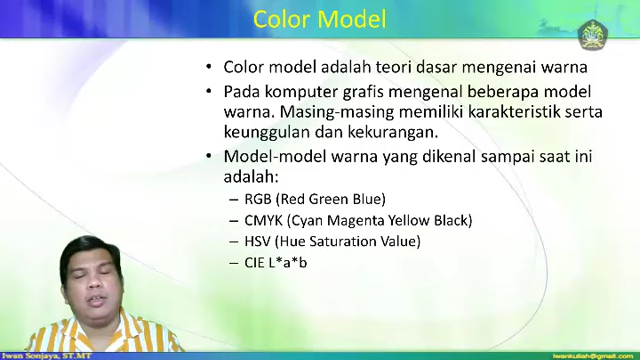 Color Model
• Color model adalah teori dasar mengenai warna
• Pada komputer grafis mengenal beberapa model
warna. Masing-masing memiliki karakteristik serta
keunggulan dan kekurangan.
• Model-model warna yang dikenal sampai saat ini
adalah:
– RGB (Red Green Blue)
– CMYK (Cyan Magenta Yellow Black)
– HSV (Hue Saturation Value)
– CIE L*a*b
Iwan Sonjaya, ST.MT
iwankuliah@gmail.com